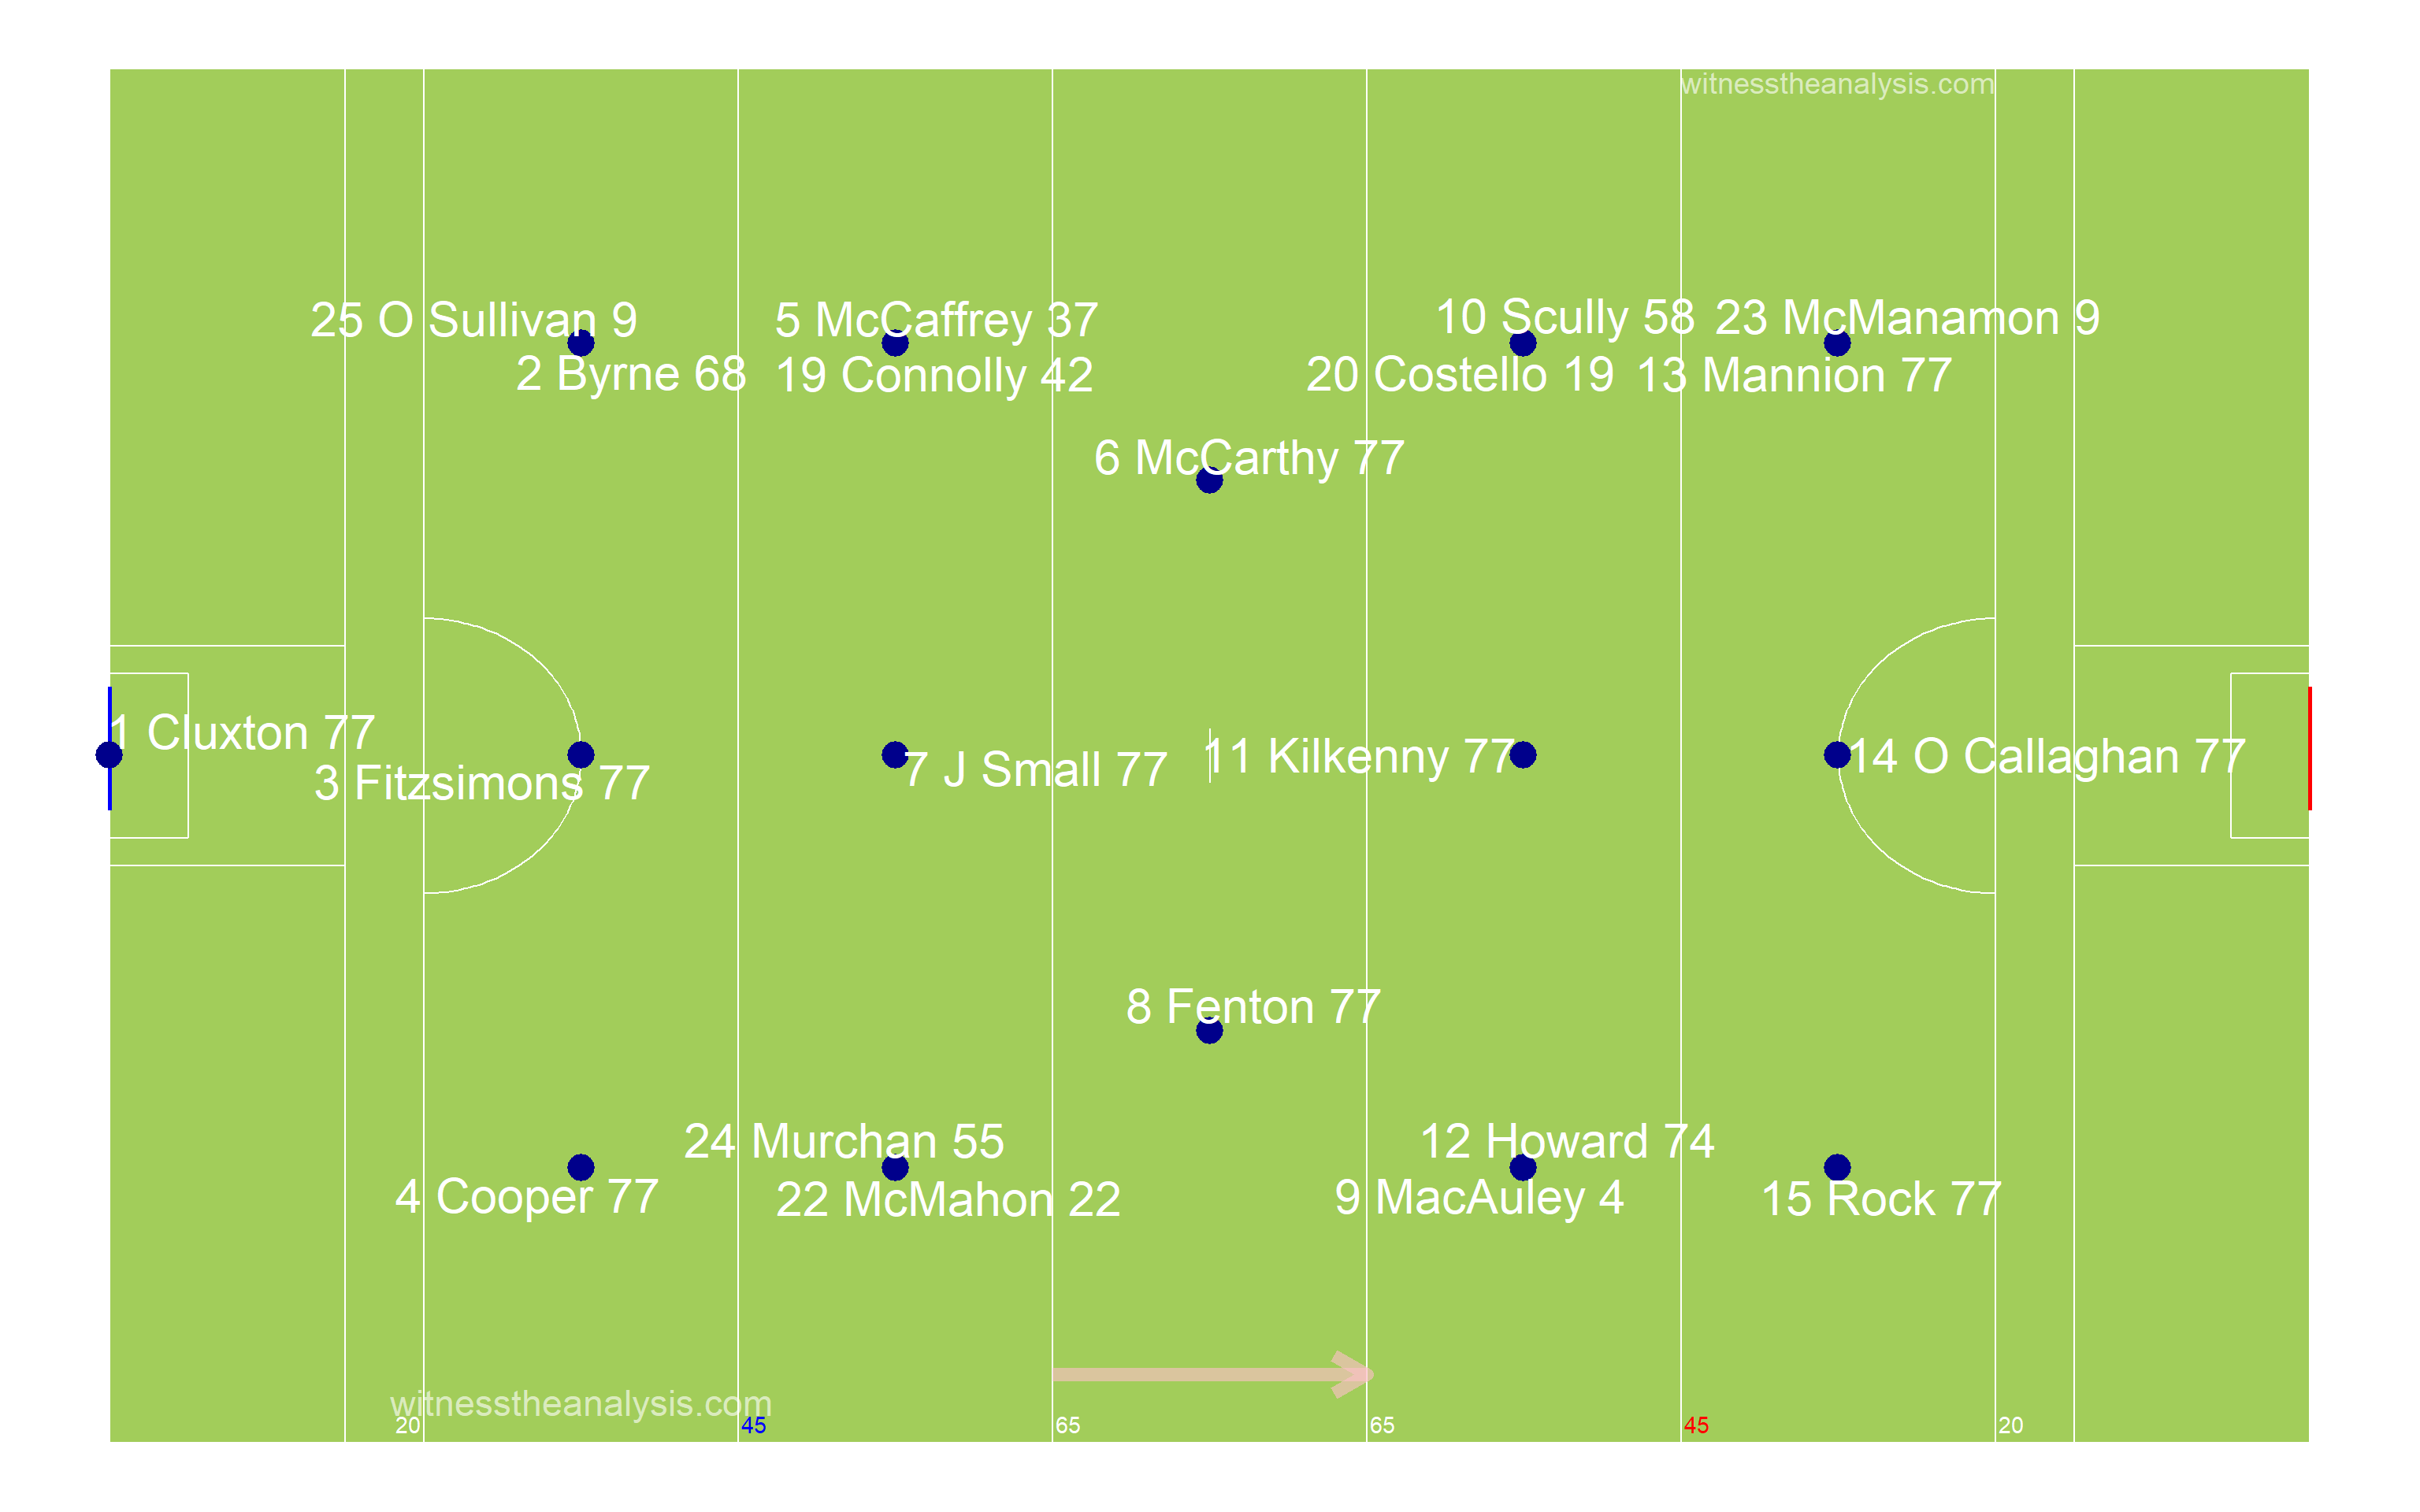 witnesstheanalysis.com
25 O Sullivan 9
5 McCaffrey 37
10 Scully 58
23 McManamon 9
2 Byrne 68
19 Connolly 42
20 Costello 19
13 Mannion 77
6 McCarthy 77
1 Cluxton 77
3 Fitzsimons 77
7 J Small 77
11 Kilkenny 77
14 O Callaghan 77
8 Fenton 77
24 Murchan 55
12 Howard 74
4 Cooper 77
22 McMahon 22
9 MacAuley 4
15 Rock 77
witnesstheanalysis.com
20
45
65
65
45
20